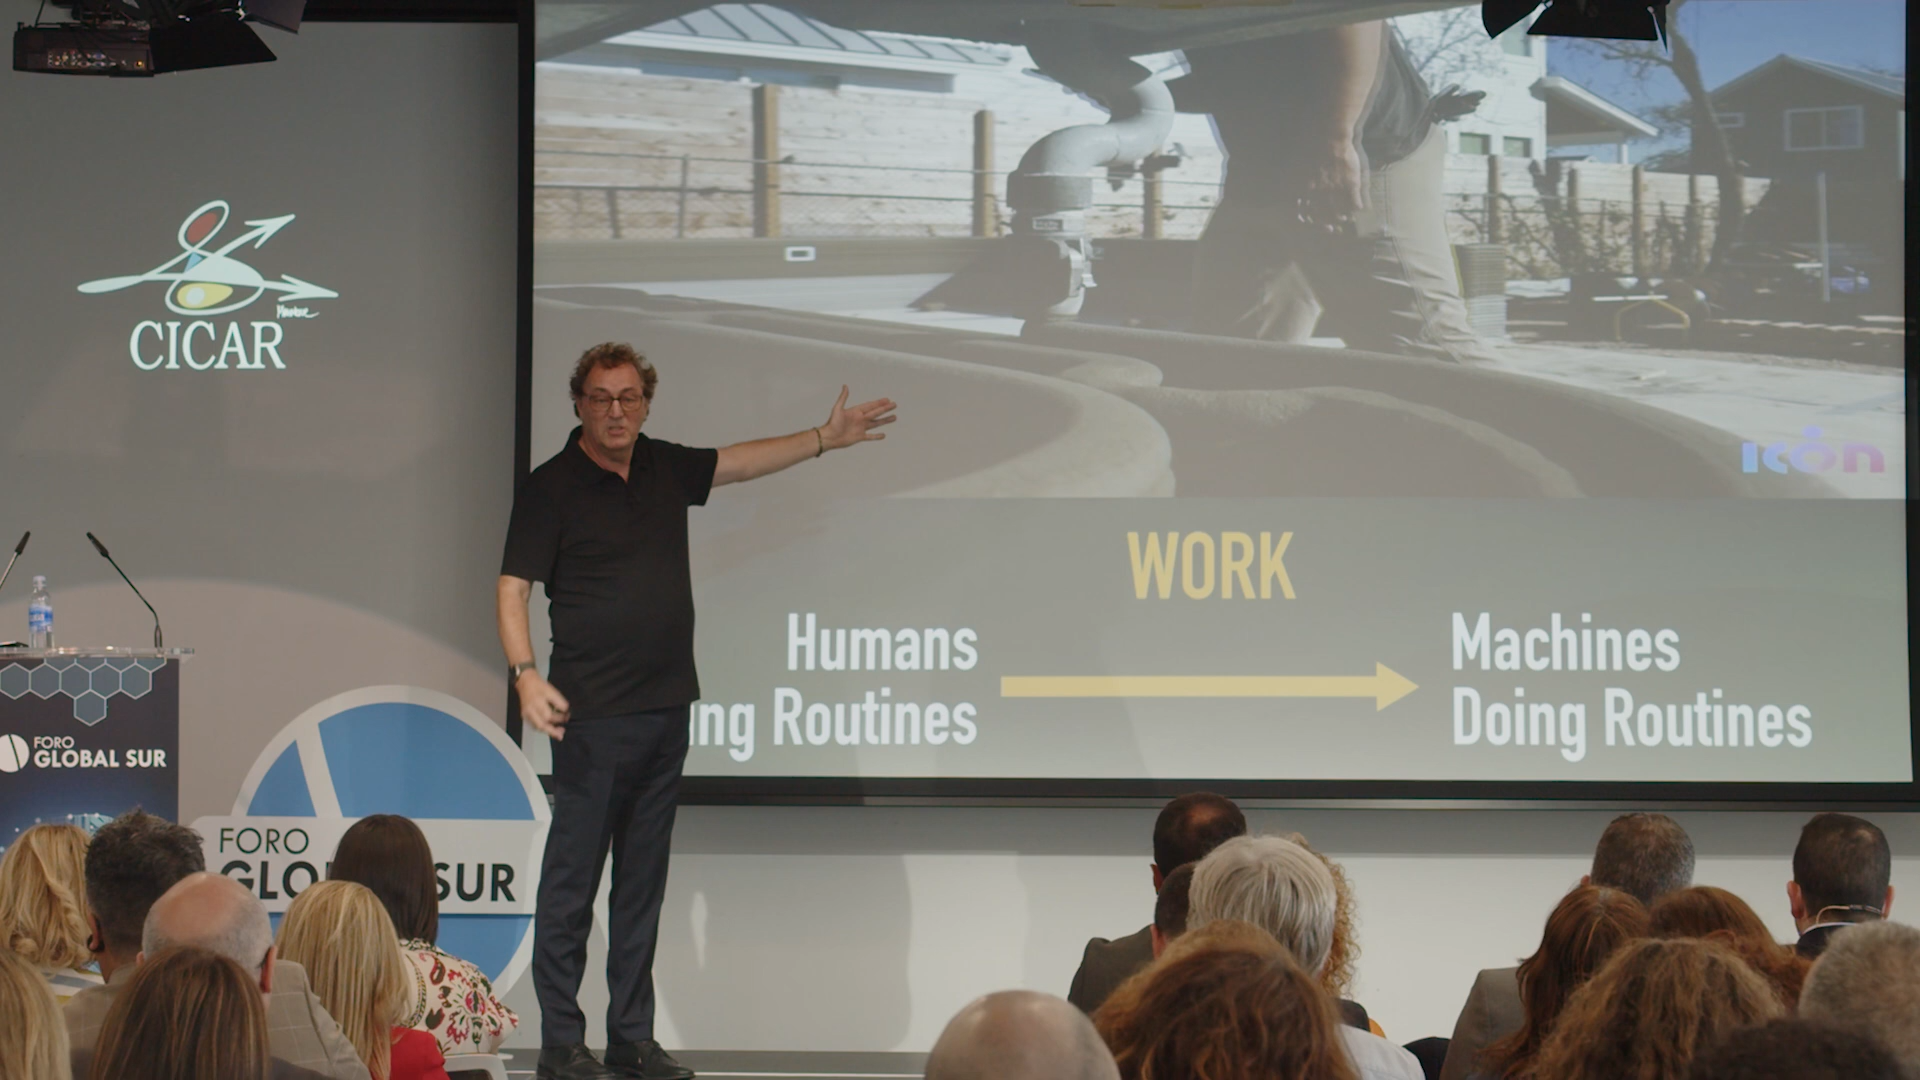 CICAR
icon
WORK
Humans
ing Routines
Machines
Doing Routines
FORO
GLOBAL SUR
FORO
GLO SUR